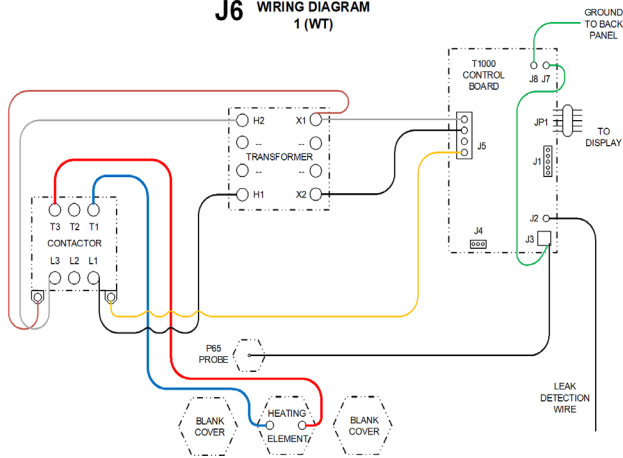 J6 WIRING DIAGRAM
1 (WT)
GROUND
TO BACK
PANEL
T1000
CONTROL
BOARD
J8 J7
JP1
TO
DISPLAY
J5
J1
J2
J3
J4
H2 X1
-- --
TRANSFORMER
-- --
H1 X2
T3 T2 T1
CONTACTOR
L3 L2 L1
P65
PROBE
LEAK
DETECTION
WIRE
BLANK
COVER
HEATING
ELEMENT
BLANK
COVER